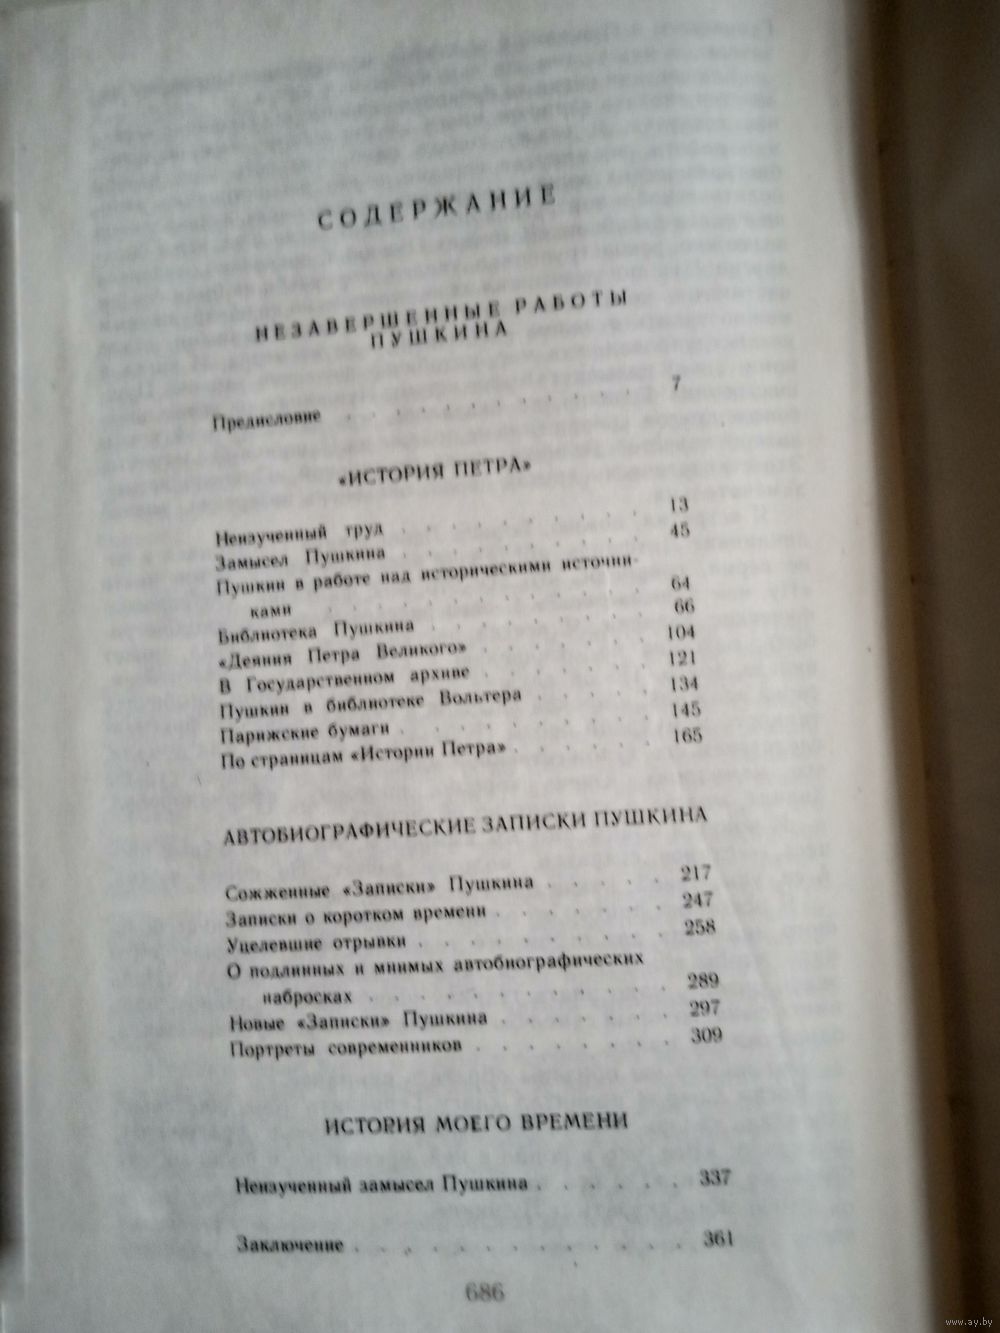 СОДЕРЖАНИЕ
НЕЗАВЕРШЕННЫЕ РАБОТЫ
ПУШКИНА
Предисловие . . . . . . . . . . . . 7
«ИСТОРИЯ ПЕТРА»
Неизученный труд . . . . . . . . . . 13
Замысел Пушкина . . . . . . . . . . 45
Пушкин в работе над историческими источни-
ками . . . . . . . . . . . . . 64
Библиотека Пушкина . . . . . . . . . 66
«Деяния Петра Великого» . . . . . . . 104
В Государственном архиве . . . . . . . 121
Пушкин в библиотеке Вольтера . . . . . 134
Парижские бумаги . . . . . . . . . . 145
По страницам «Истории Петра» . . . . . . 165
АВТОБИОГРАФИЧЕСКИЕ ЗАПИСКИ ПУШКИНА
Сожженные «Записки» Пушкина . . . . . 217
Записки о коротком времени . . . . . . . 247
Уцелевшие отрывки . . . . . . . . . . 258
О подлинных и мнимых автобиографических
набросках . . . . . . . . . . . . 289
Новые «Записки» Пушкина . . . . . . . 297
Портреты современников . . . . . . . . 309
ИСТОРИЯ МОЕГО ВРЕМЕНИ
Неизученный замысел Пушкина . . . . . . 337
Заключение . . . . . . . . . . . . . 361
686
www.ay.by